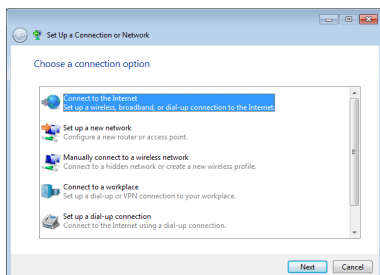 Set Up a Connection or Network
Choose a connection option
Connect to the Internet
Set up a wireless, broadband, or dial-up connection to the Internet.
Set up a new network
Configure a new router or access point.
Manually connect to a wireless network
Connect to a hidden network or create a new wireless profile.
Connect to a workplace
Set up a dial-up or VPN connection to your workplace.
Set up a dial-up connection
Connect to the Internet using a dial-up connection.
Next
Cancel